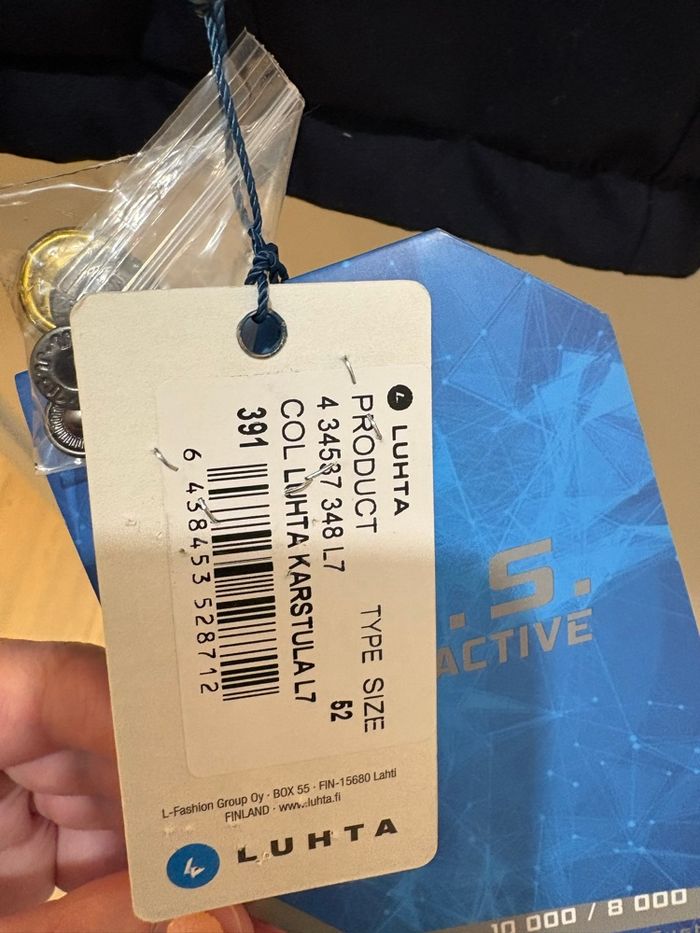 LUHTA
PRODUCT TYPE SIZE
4 34537 348 L7 52
COL LUHTA KARSTULA L7
391
6 438453 528712
L-Fashion Group Oy · BOX 55 · FIN-15680 Lahti
FINLAND · www.luhta.fi
LUHTA
.S.
ACTIVE
10 000 / 8 000